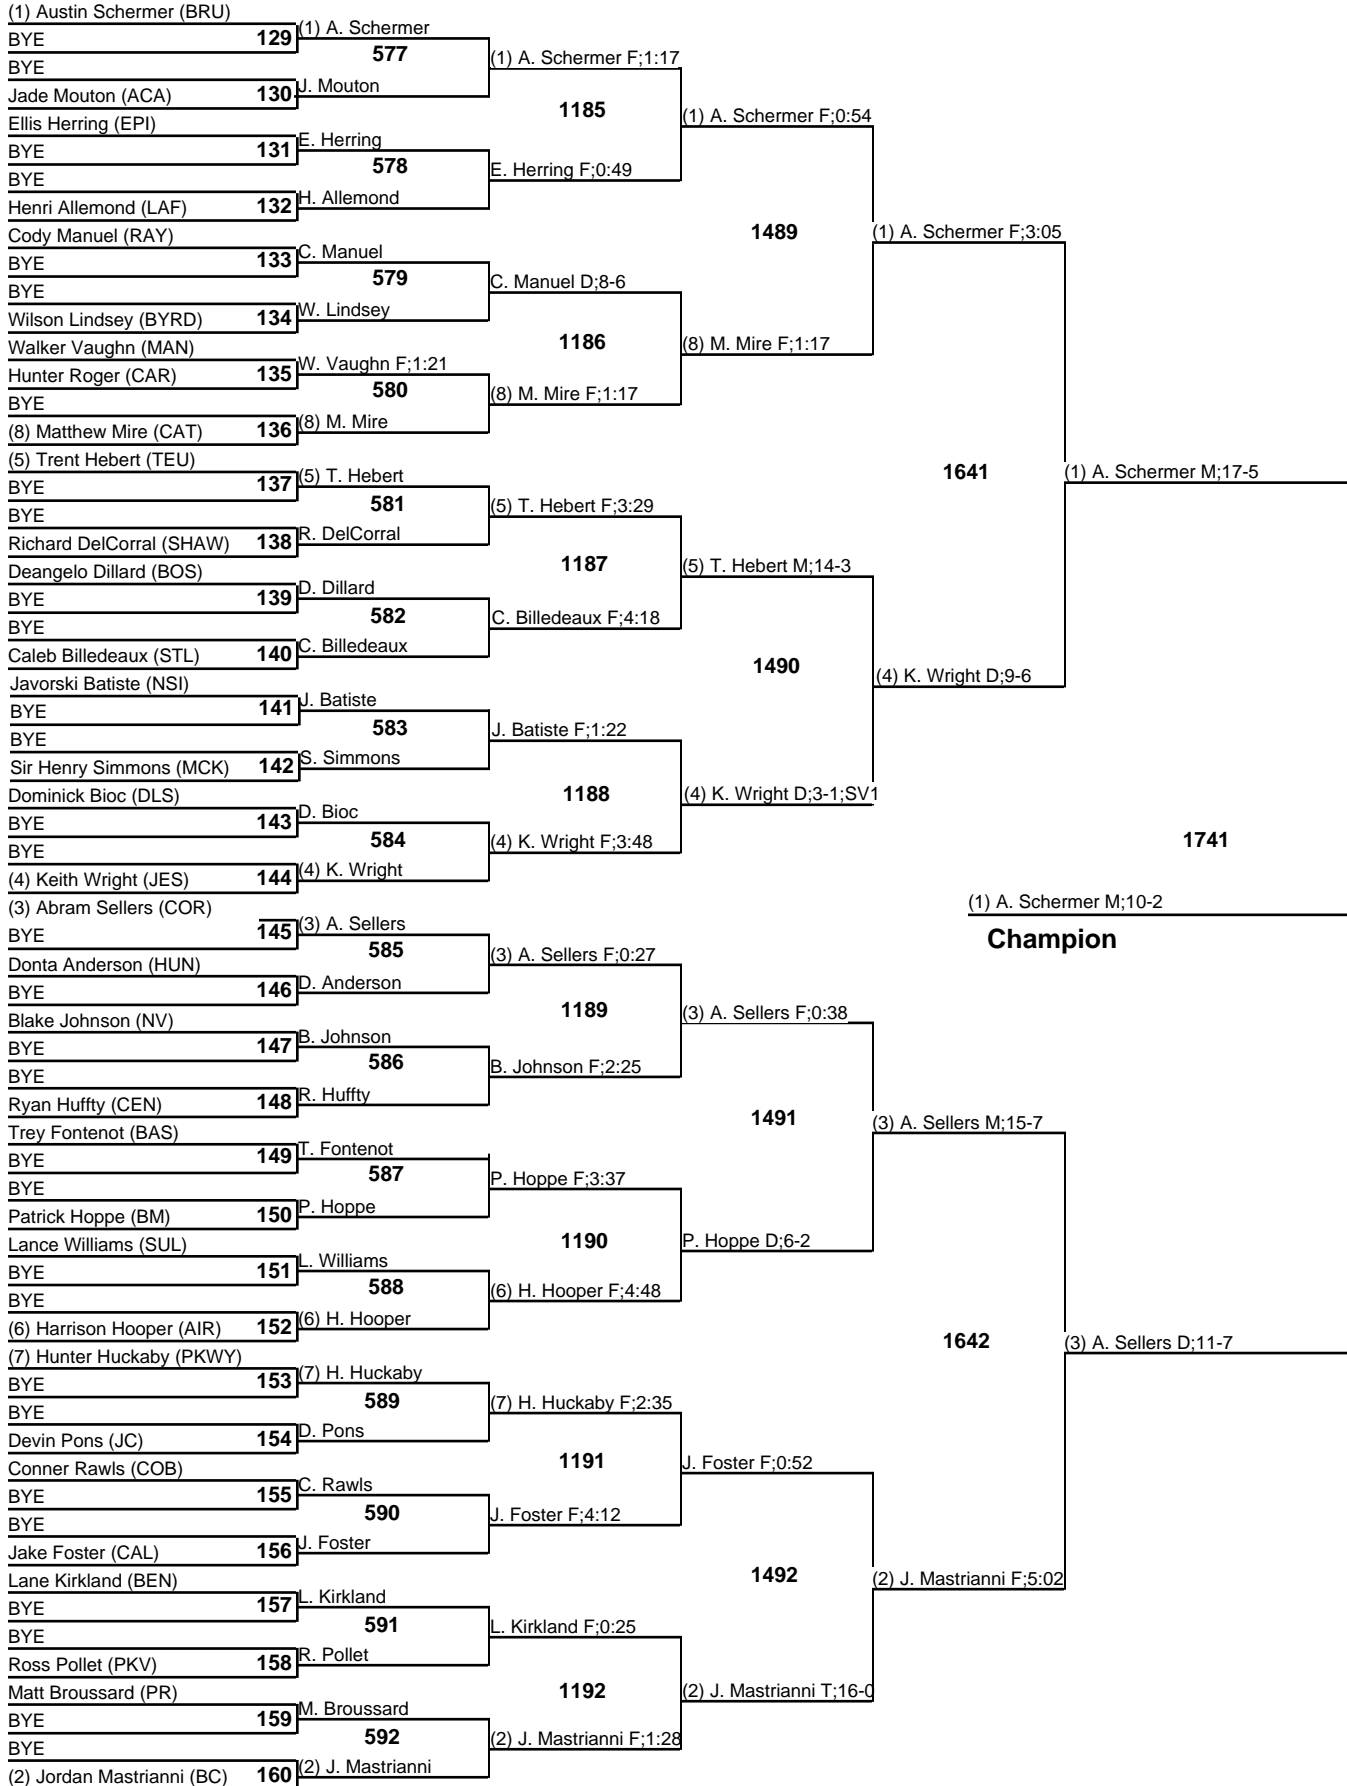 (1) Austin Schermer (BRU)
BYE 129
BYE
Jade Mouton (ACA) 130
Ellis Herring (EPI)
BYE 131
BYE
Henri Allemond (LAF) 132
Cody Manuel (RAY)
BYE 133
BYE
Wilson Lindsey (BYRD) 134
Walker Vaughn (MAN)
Hunter Roger (CAR) 135
BYE
(8) Matthew Mire (CAT) 136
(5) Trent Hebert (TEU)
BYE 137
BYE
Richard DelCorral (SHAW) 138
Deangelo Dillard (BOS)
BYE 139
BYE
Caleb Billedeaux (STL) 140
Javorski Batiste (NSI)
BYE 141
BYE
Sir Henry Simmons (MCK) 142
Dominick Bioc (DLS)
BYE 143
BYE
(4) Keith Wright (JES) 144
(3) Abram Sellers (COR)
BYE 145
Donta Anderson (HUN)
BYE 146
Blake Johnson (NV)
BYE 147
BYE
Ryan Huffty (CEN) 148
Trey Fontenot (BAS)
BYE 149
BYE
Patrick Hoppe (BM) 150
Lance Williams (SUL)
BYE 151
BYE
(6) Harrison Hooper (AIR) 152
(7) Hunter Huckaby (PKWY)
BYE 153
BYE
Devin Pons (JC) 154
Conner Rawls (COB)
BYE 155
BYE
Jake Foster (CAL) 156
Lane Kirkland (BEN)
BYE 157
BYE
Ross Pollet (PKV) 158
Matt Broussard (PR)
BYE 159
BYE
(2) Jordan Mastrianni (BC) 160
(1) A. Schermer
577
J. Mouton
E. Herring
578
H. Allemond
C. Manuel
579
W. Lindsey
W. Vaughn F;1:21
580
(8) M. Mire
(5) T. Hebert
581
R. DelCorral
D. Dillard
582
C. Billedeaux
J. Batiste
583
S. Simmons
D. Bioc
584
(4) K. Wright
(3) A. Sellers
585
D. Anderson
B. Johnson
586
R. Huffty
T. Fontenot
587
P. Hoppe
L. Williams
588
(6) H. Hooper
(7) H. Huckaby
589
D. Pons
C. Rawls
590
J. Foster
L. Kirkland
591
R. Pollet
M. Broussard
592
(2) J. Mastrianni
(1) A. Schermer F;1:17
1185
E. Herring F;0:49
C. Manuel D;8-6
1186
(8) M. Mire F;1:17
(5) T. Hebert F;3:29
1187
C. Billedeaux F;4:18
J. Batiste F;1:22
1188
(4) K. Wright F;3:48
(3) A. Sellers F;0:27
1189
B. Johnson F;2:25
P. Hoppe F;3:37
1190
(6) H. Hooper F;4:48
(7) H. Huckaby F;2:35
1191
J. Foster F;4:12
L. Kirkland F;0:25
1192
(2) J. Mastrianni F;1:28
(1) A. Schermer F;0:54
1489
(8) M. Mire F;1:17
(5) T. Hebert M;14-3
1490
(4) K. Wright D;3-1;SV1
(3) A. Sellers F;0:38
1491
P. Hoppe D;6-2
J. Foster F;0:52
1492
(2) J. Mastrianni T;16-0
(1) A. Schermer F;3:05
1641
(4) K. Wright D;9-6
(3) A. Sellers M;15-7
1642
(2) J. Mastrianni F;5:02
(1) A. Schermer M;17-5
1741
(3) A. Sellers D;11-7
(1) A. Schermer M;10-2
Champion